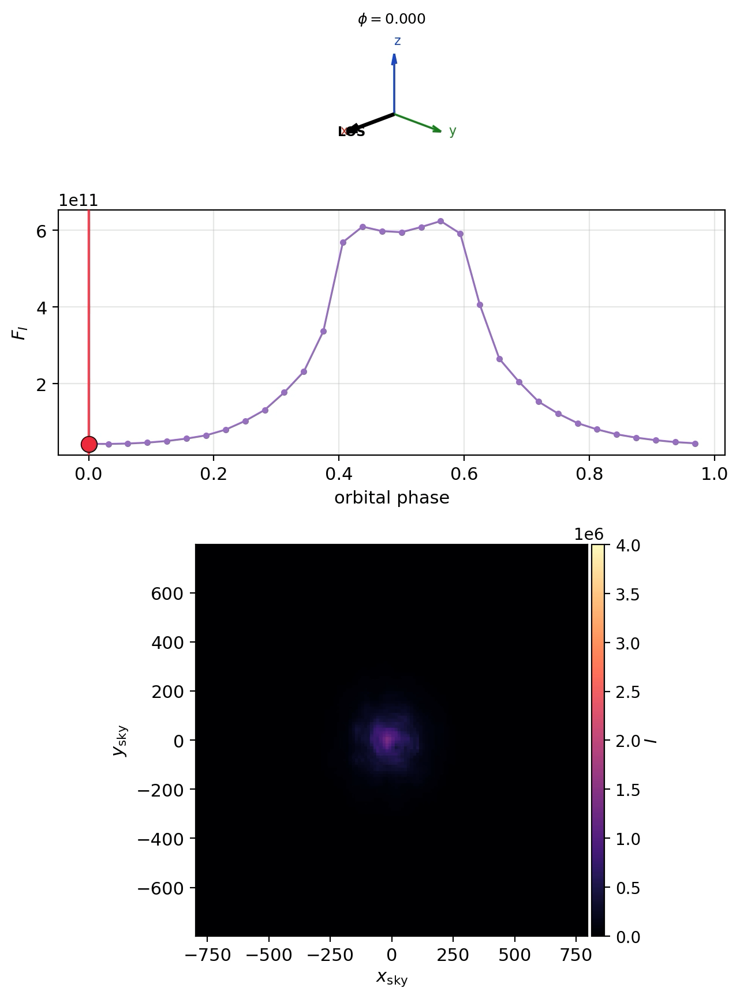 ϕ = 0.000
z
LOS
x
y
1e11
6
4
2
F_I
0.0 0.2 0.4 0.6 0.8 1.0
orbital phase
1e6
600
400
200
0
−200
−400
−600
y_sky
4.0
3.5
3.0
2.5
2.0
1.5
1.0
0.5
0.0
I
−750 −500 −250 0 250 500 750
x_sky